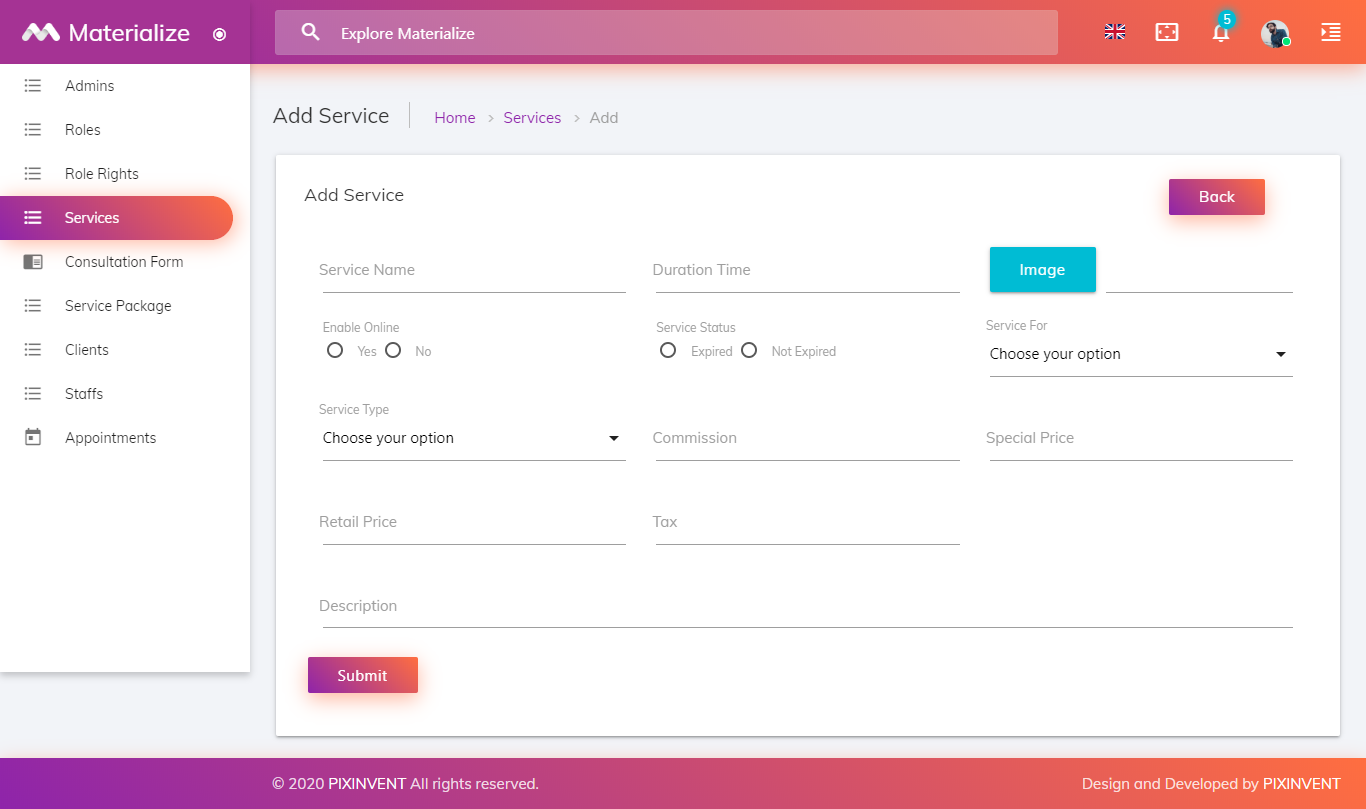 Materialize
Explore Materialize
5
Admins
Roles
Role Rights
Services
Consultation Form
Service Package
Clients
Staffs
Appointments
Add Service
Home > Services > Add
Add Service
Back
Service Name
Duration Time
Image
Enable Online
Yes No
Service Status
Expired Not Expired
Service For
Choose your option
Service Type
Choose your option
Commission
Special Price
Retail Price
Tax
Description
Submit
© 2020 PIXINVENT All rights reserved.
Design and Developed by PIXINVENT